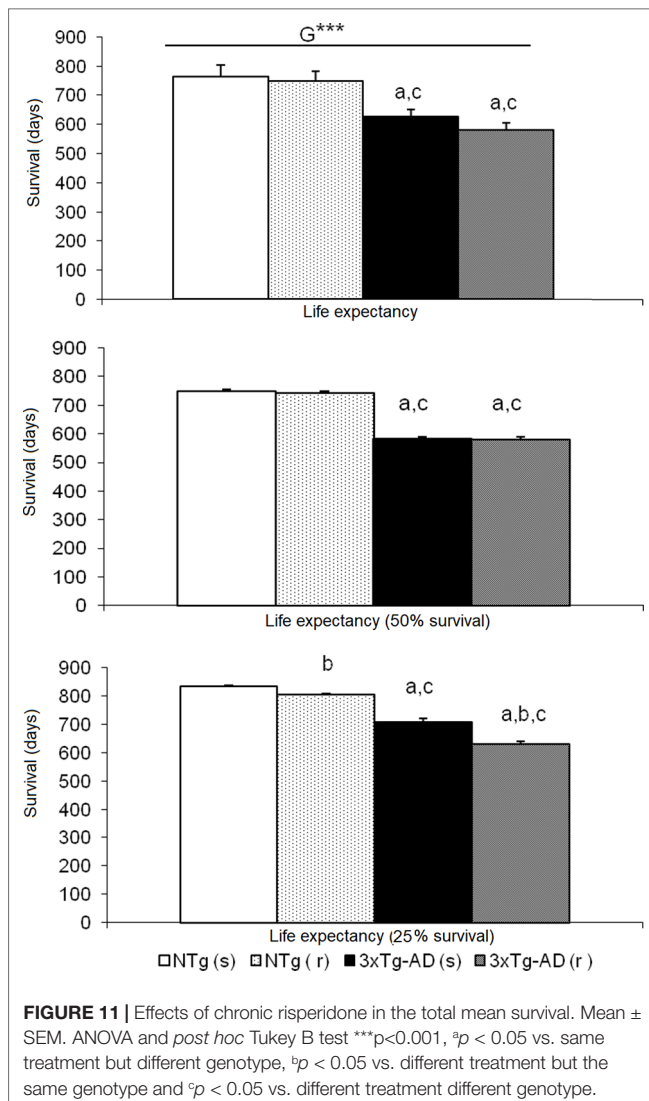 G***
900
800
700
600
500
400
300
200
100
0
Survival (days)
a,c
a,c
Life expectancy
900
800
700
600
500
400
300
200
100
0
Survival (days)
a,c
a,c
Life expectancy (50% survival)
900
800
700
600
500
400
300
200
100
0
Survival (days)
b
a,c
a,b,c
Life expectancy (25% survival)
NTg (s) NTg ( r) 3xTg-AD (s) 3xTg-AD (r )
FIGURE 11 | Effects of chronic risperidone in the total mean survival. Mean ±
SEM. ANOVA and post hoc Tukey B test ***p<0.001, ᵃp < 0.05 vs. same
treatment but different genotype, ᵇp < 0.05 vs. different treatment but the
same genotype and ᶜp < 0.05 vs. different treatment different genotype.